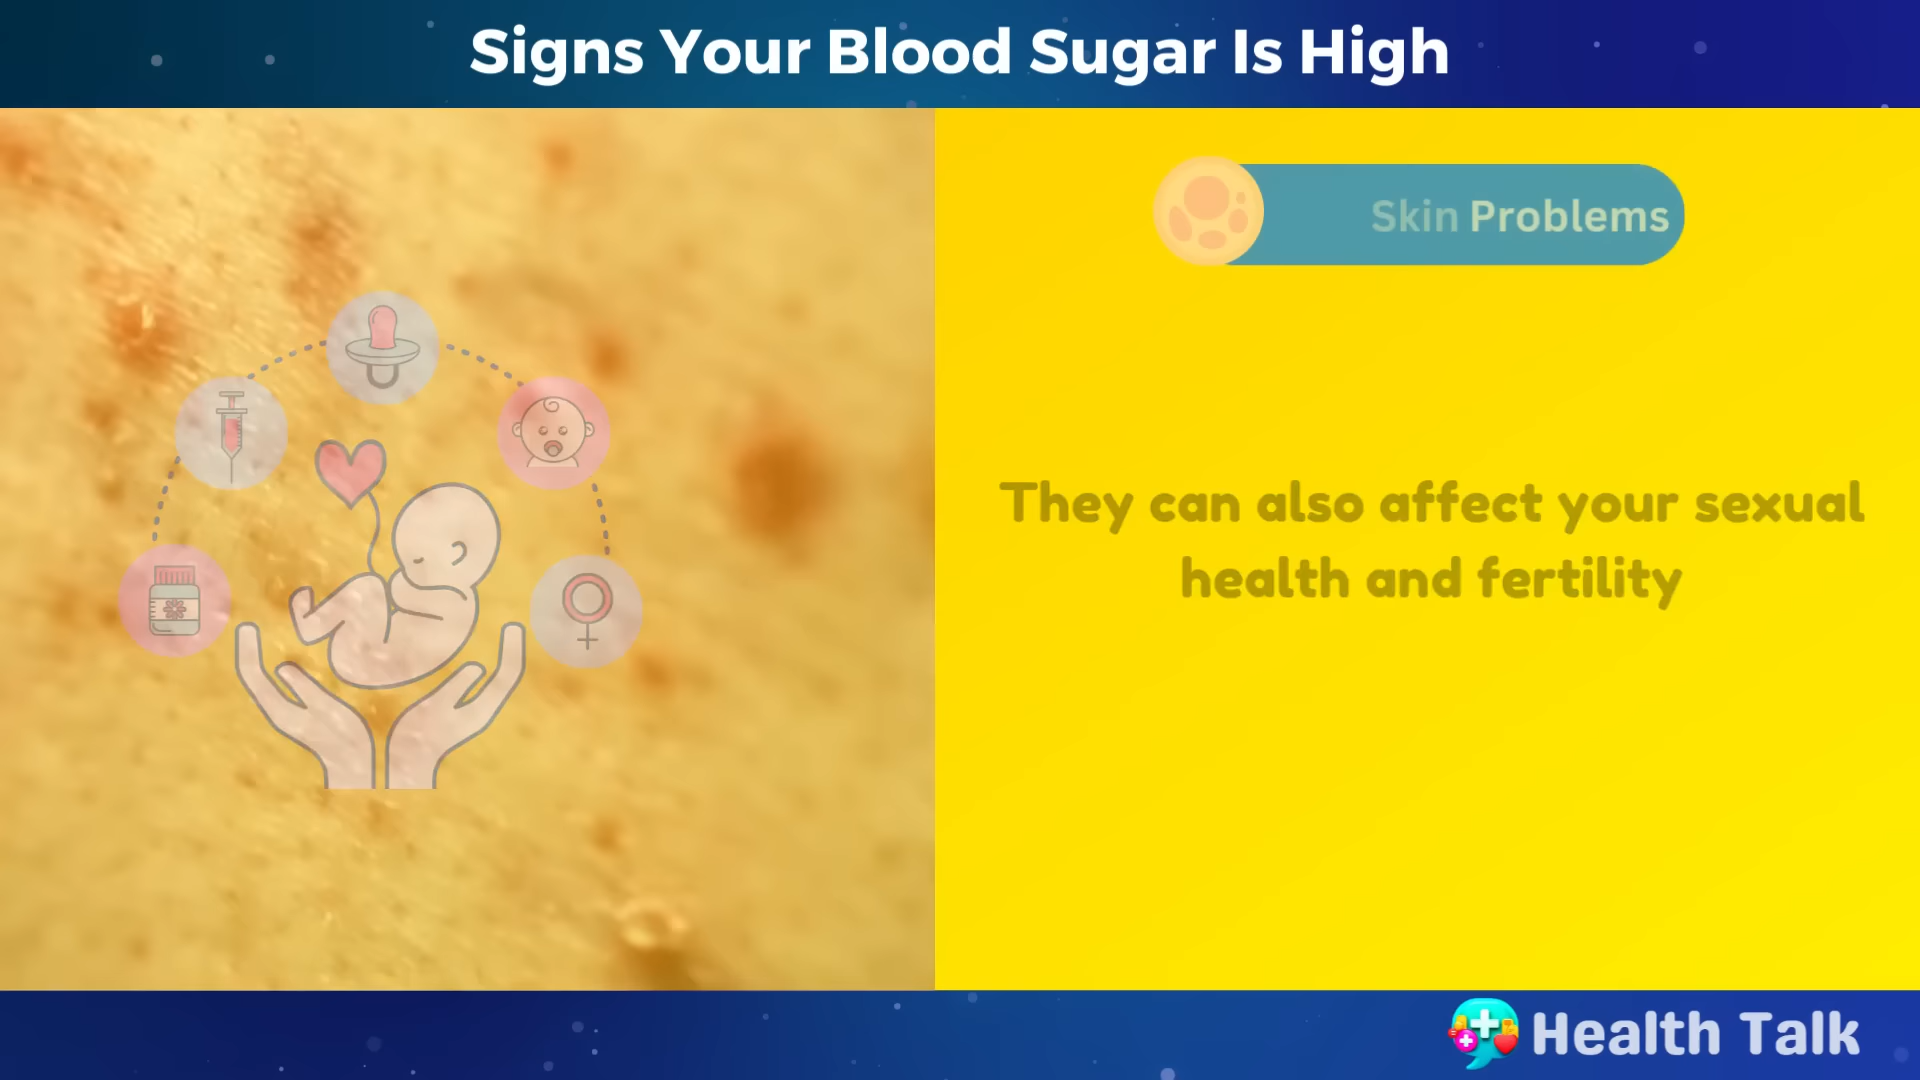 Signs Your Blood Sugar Is High
Skin Problems
They can also affect your sexual
health and fertility
Health Talk